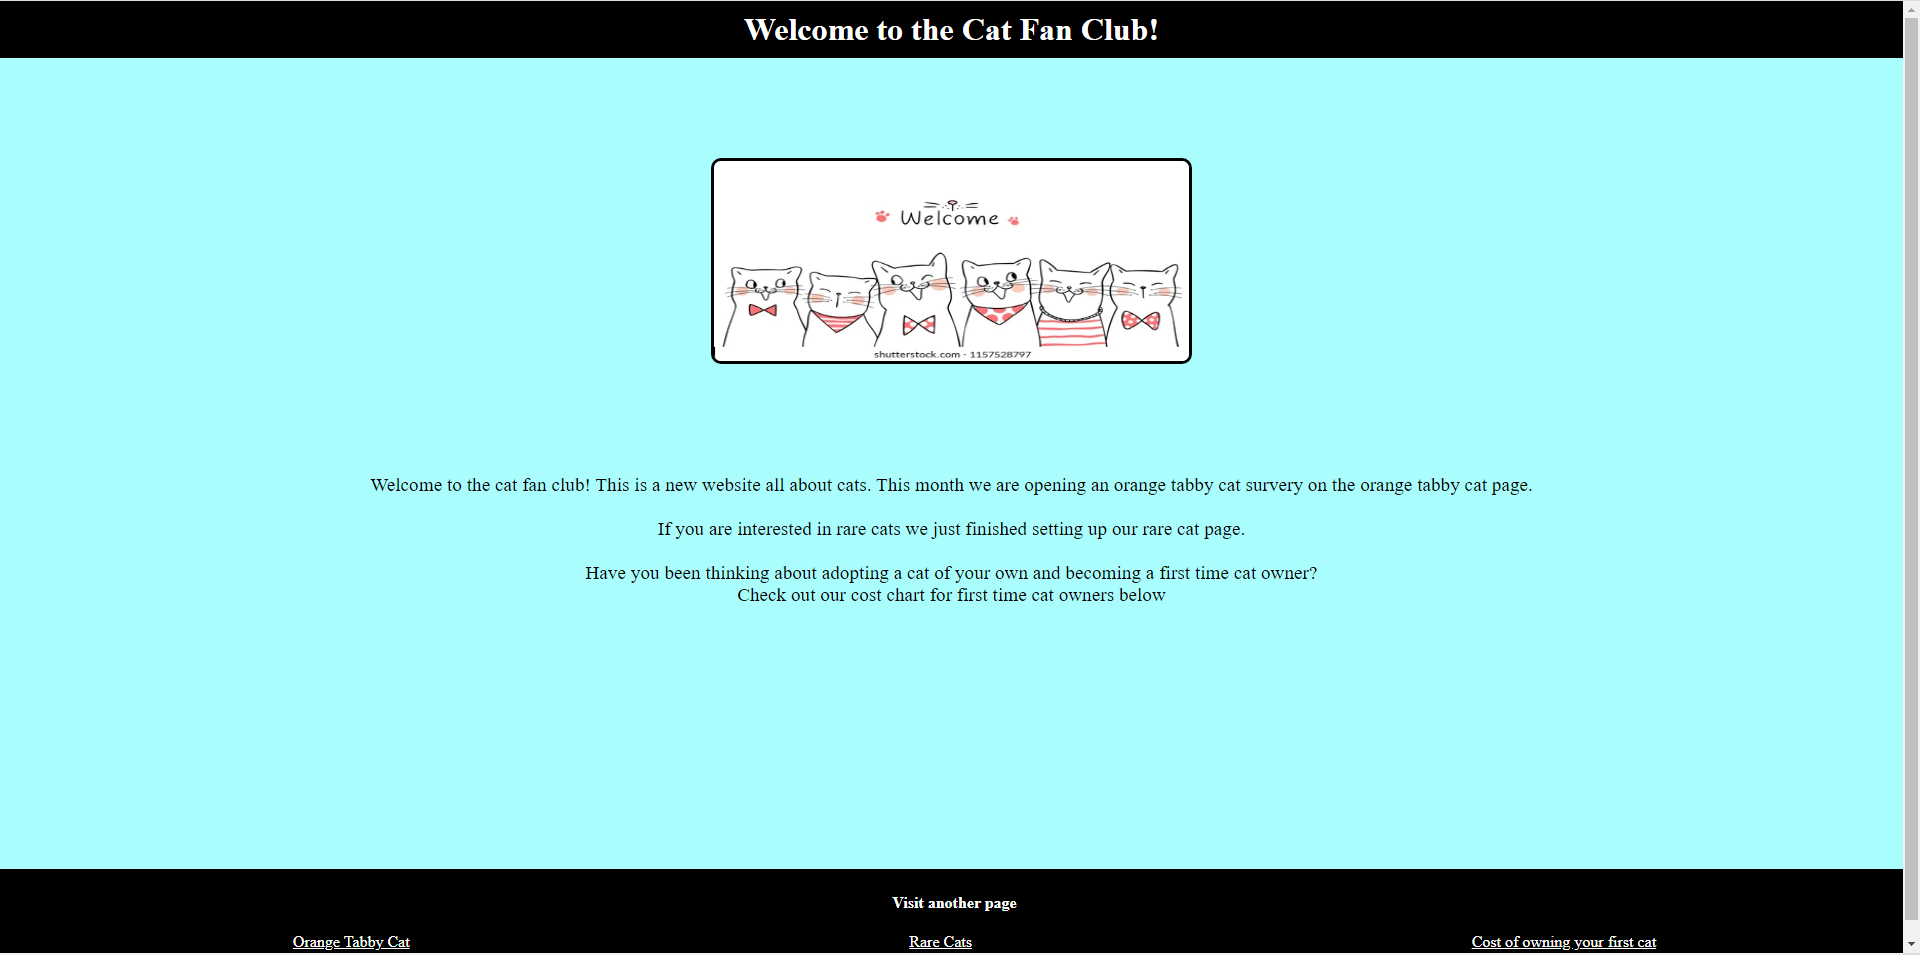 Welcome to the Cat Fan Club!
Welcome
shutterstock.com · 1157528797
Welcome to the cat fan club! This is a new website all about cats. This month we are opening an orange tabby cat survery on the orange tabby cat page.
If you are interested in rare cats we just finished setting up our rare cat page.
Have you been thinking about adopting a cat of your own and becoming a first time cat owner?
Check out our cost chart for first time cat owners below
Visit another page
Orange Tabby Cat
Rare Cats
Cost of owning your first cat